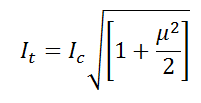 I_t = I_c √[1 + μ²/2]